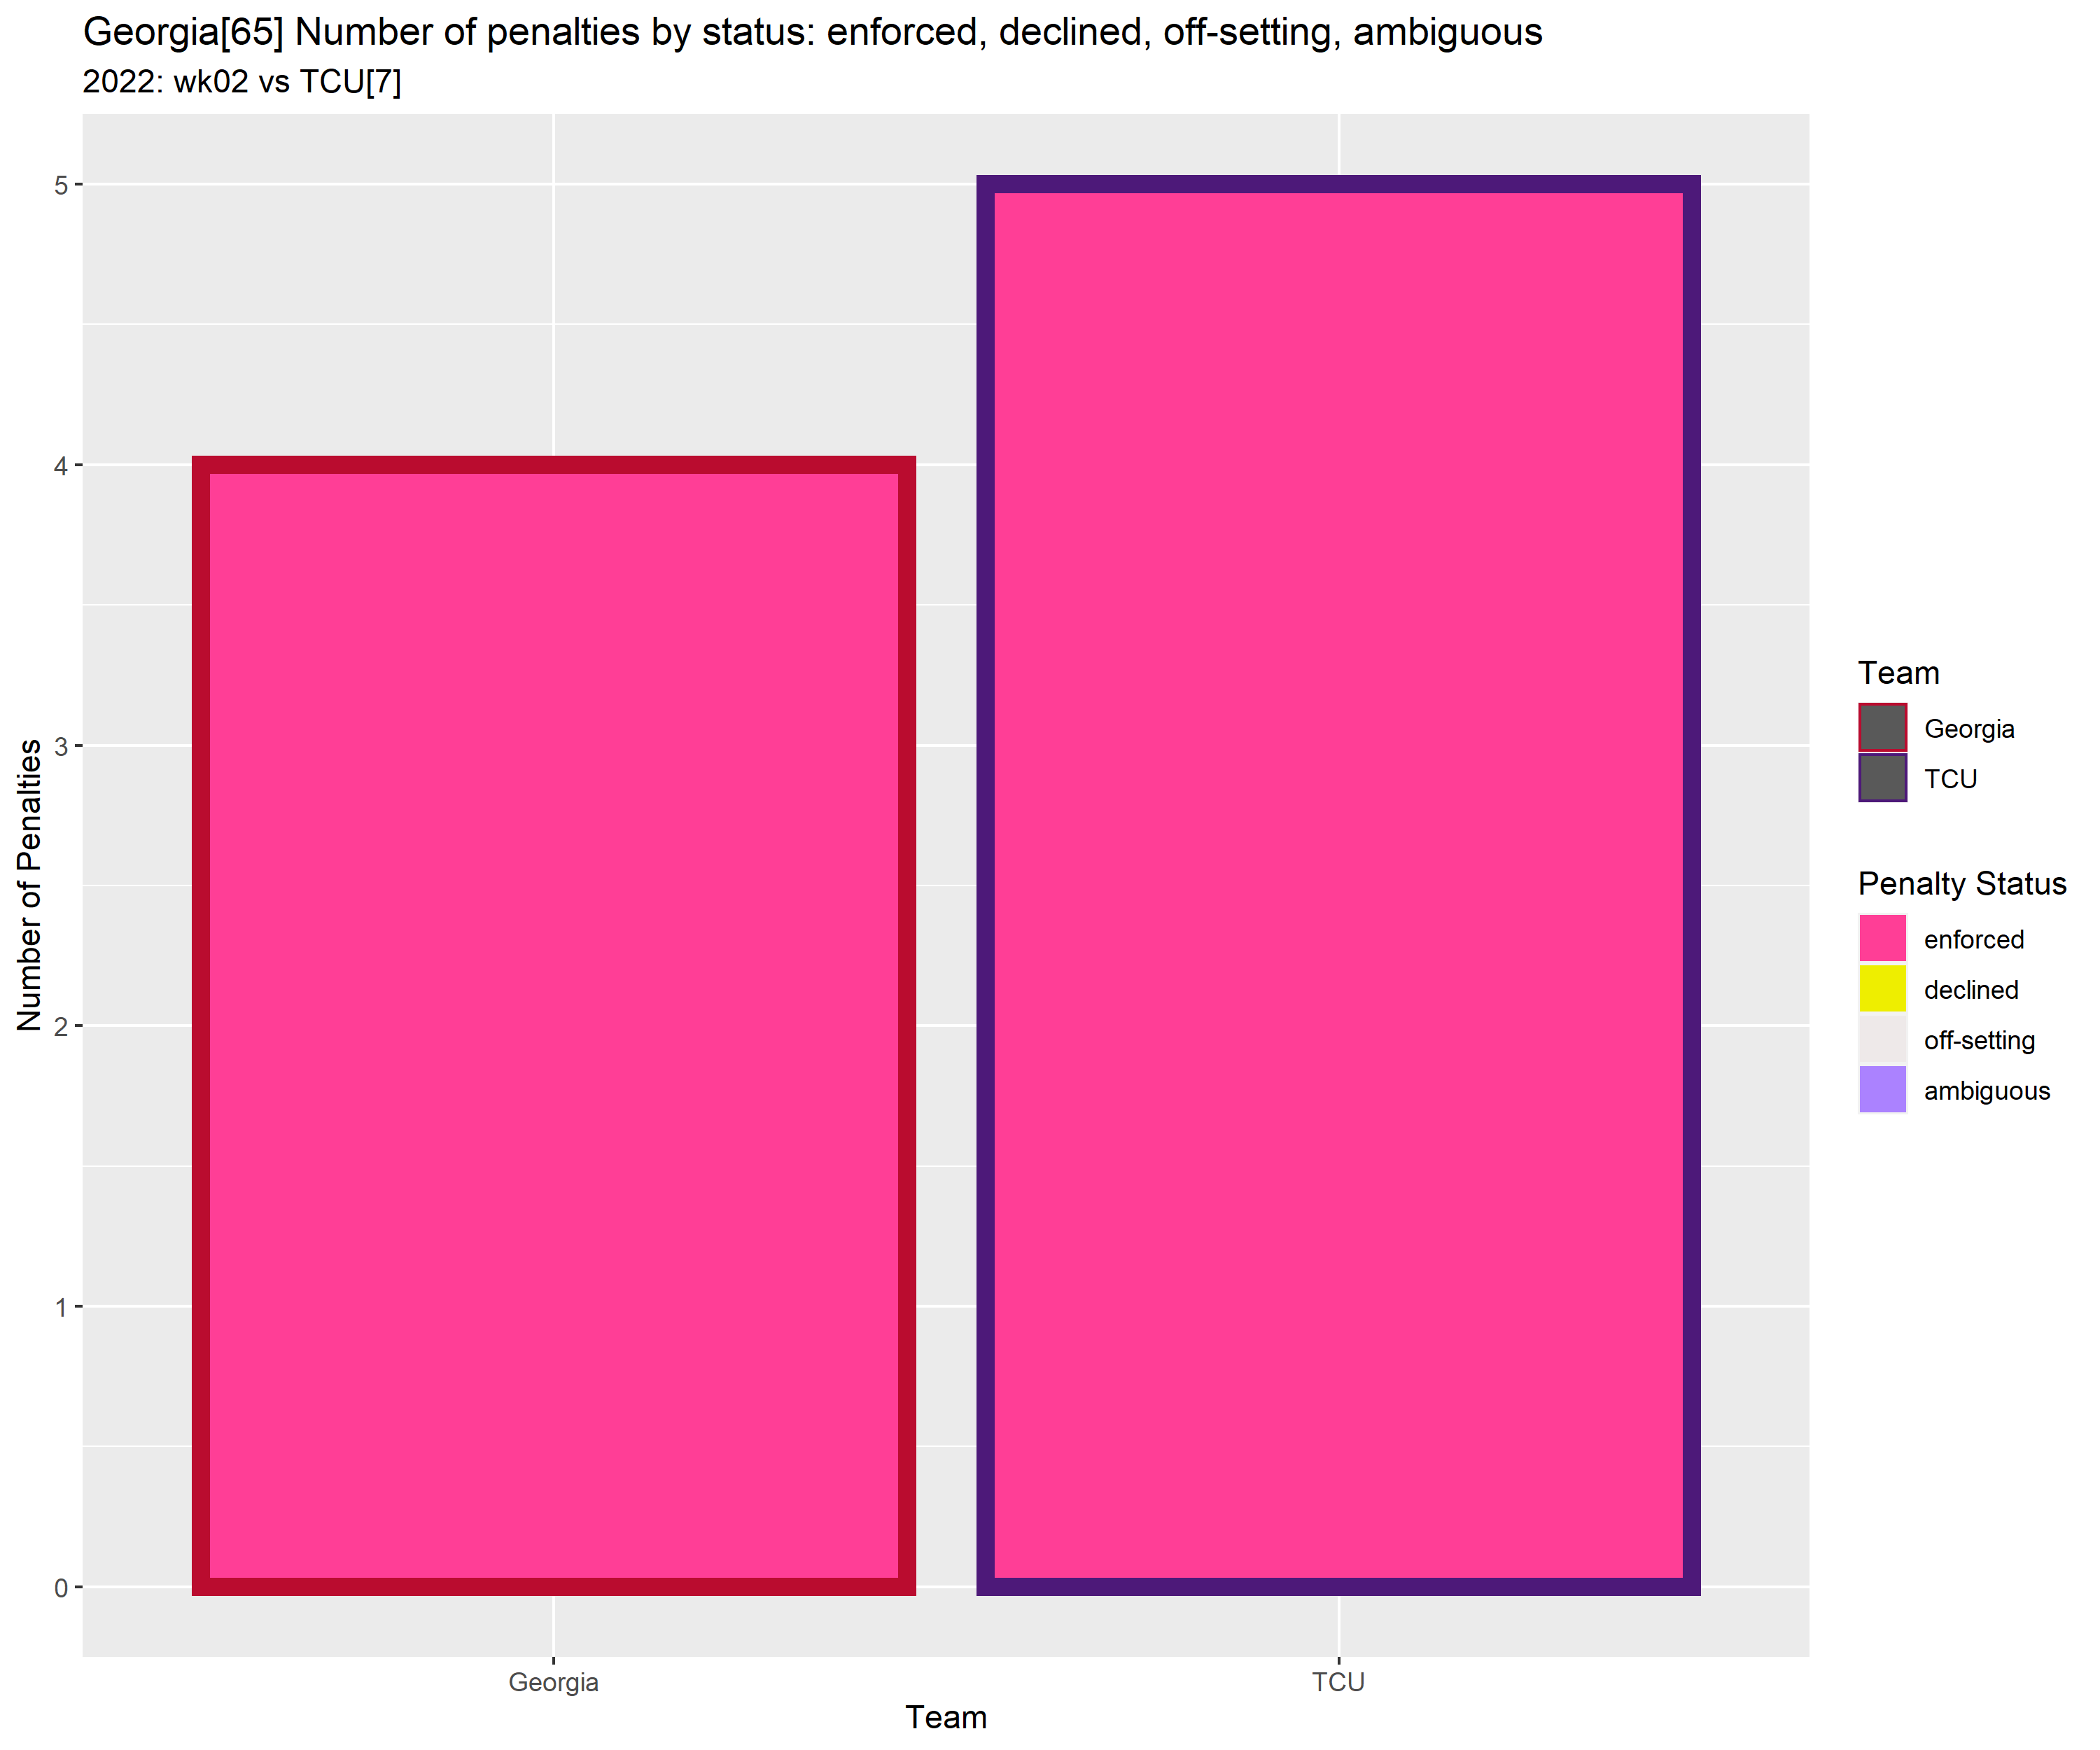 Georgia[65] Number of penalties by status: enforced, declined, off-setting, ambiguous
2022: wk02 vs TCU[7]
Number of Penalties
5
4
3
2
1
0
Georgia
TCU
Team
Team
Georgia
TCU
Penalty Status
enforced
declined
off-setting
ambiguous